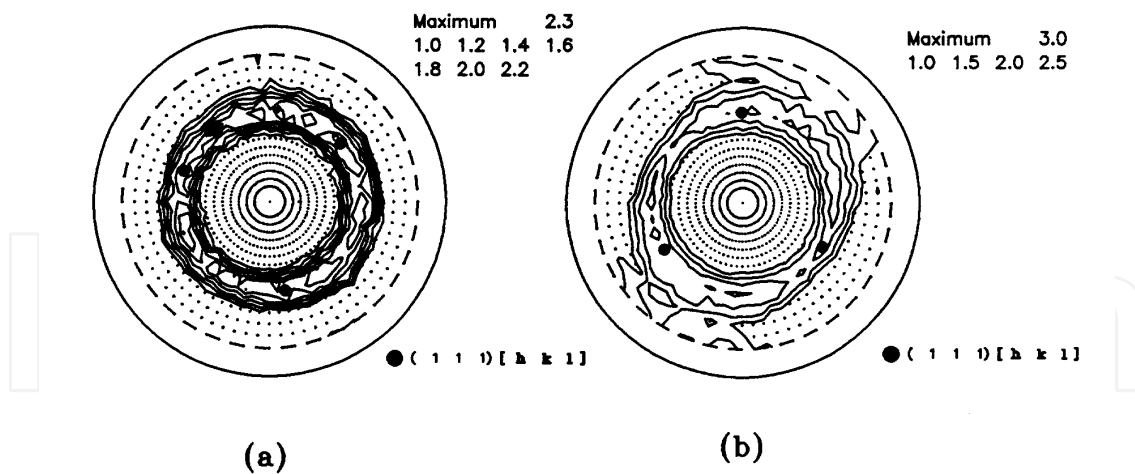 Maximum 2.3
1.0 1.2 1.4 1.6
1.8 2.0 2.2
( 1 1 1)[ h k l ]
(a)
Maximum 3.0
1.0 1.5 2.0 2.5
( 1 1 1)[ h k l ]
(b)